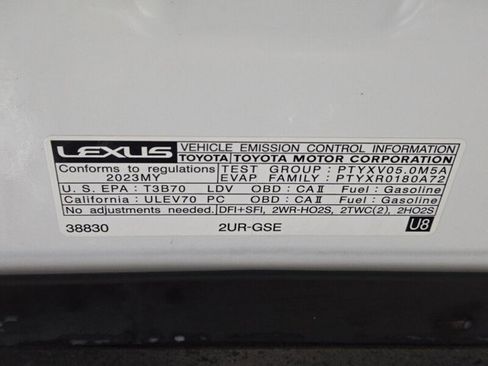 LEXUS VEHICLE EMISSION CONTROL INFORMATION
TOYOTA TOYOTA MOTOR CORPORATION
Conforms to regulations TEST GROUP : PTYXV05.0M5A
2023MY EVAP FAMILY : PTYXR0180A72
U. S. EPA : T3B70 LDV OBD : CAⅡ Fuel : Gasoline
California : ULEV70 PC OBD : CAⅡ Fuel : Gasoline
No adjustments needed. DFI+SFI, 2WR-HO2S, 2TWC(2), 2HO2S
38830 2UR-GSE U8